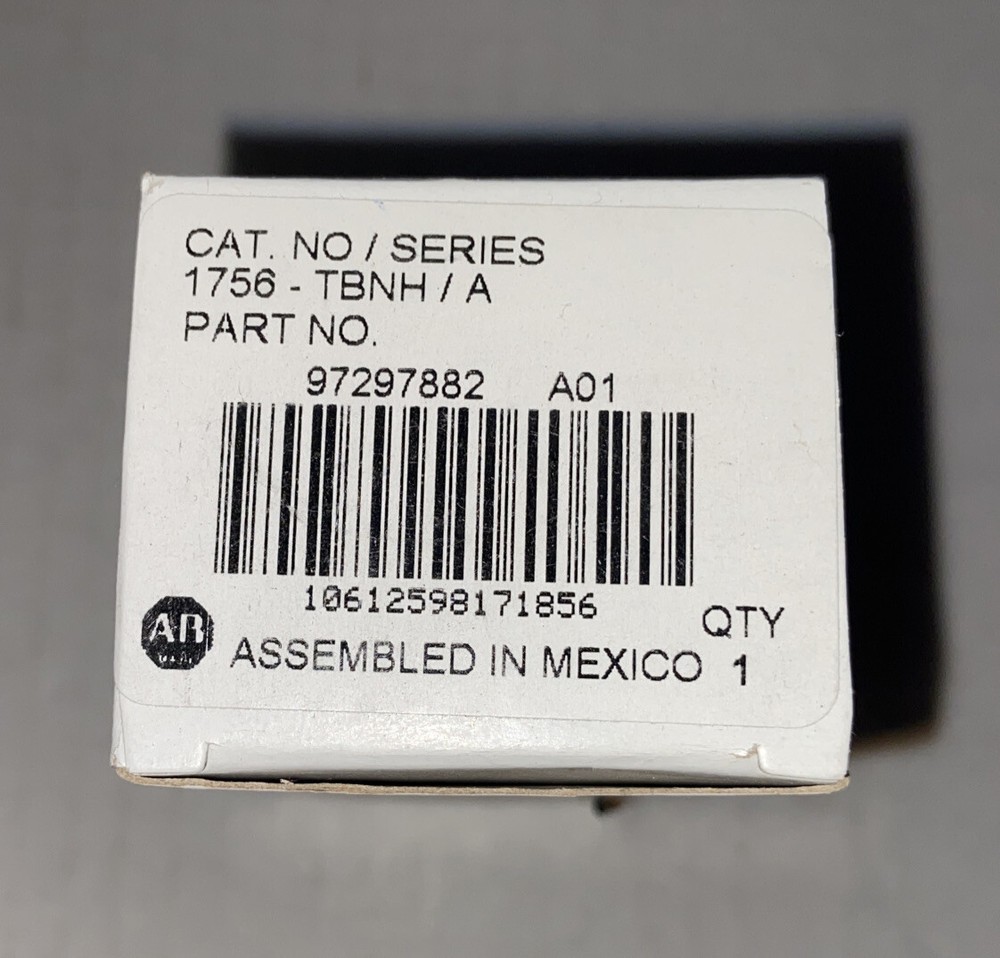 CAT. NO / SERIES
1756 - TBNH / A
PART NO.
97297882 A01
10612598171856
QTY
AB
ASSEMBLED IN MEXICO 1